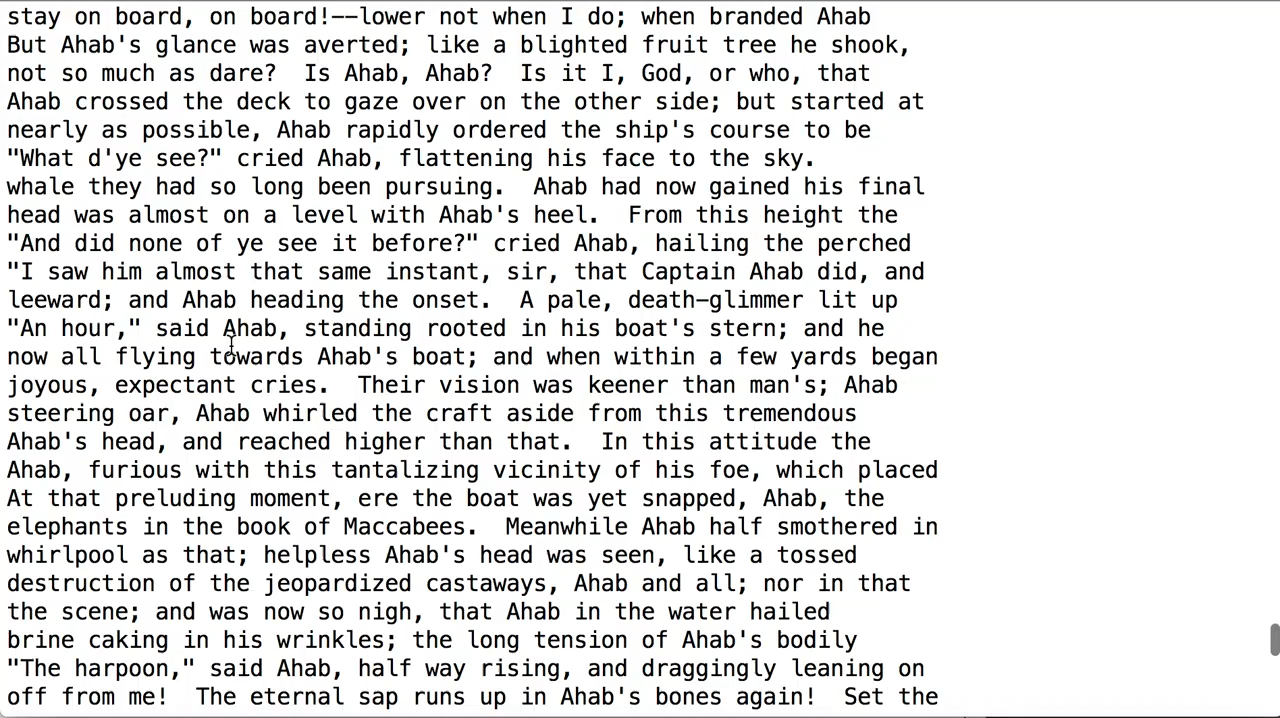 stay on board, on board!--lower not when I do; when branded Ahab
But Ahab's glance was averted; like a blighted fruit tree he shook,
not so much as dare?  Is Ahab, Ahab?  Is it I, God, or who, that
Ahab crossed the deck to gaze over on the other side; but started at
nearly as possible, Ahab rapidly ordered the ship's course to be
"What d'ye see?" cried Ahab, flattening his face to the sky.
whale they had so long been pursuing.  Ahab had now gained his final
head was almost on a level with Ahab's heel.  From this height the
"And did none of ye see it before?" cried Ahab, hailing the perched
"I saw him almost that same instant, sir, that Captain Ahab did, and
leeward; and Ahab heading the onset.  A pale, death-glimmer lit up
"An hour," said Ahab, standing rooted in his boat's stern; and he
now all flying towards Ahab's boat; and when within a few yards began
joyous, expectant cries.  Their vision was keener than man's; Ahab
steering oar, Ahab whirled the craft aside from this tremendous
Ahab's head, and reached higher than that.  In this attitude the
Ahab, furious with this tantalizing vicinity of his foe, which placed
At that preluding moment, ere the boat was yet snapped, Ahab, the
elephants in the book of Maccabees.  Meanwhile Ahab half smothered in
whirlpool as that; helpless Ahab's head was seen, like a tossed
destruction of the jeopardized castaways, Ahab and all; nor in that
the scene; and was now so nigh, that Ahab in the water hailed
brine caking in his wrinkles; the long tension of Ahab's bodily
"The harpoon," said Ahab, half way rising, and draggingly leaning on
off from me!  The eternal sap runs up in Ahab's bones again!  Set the